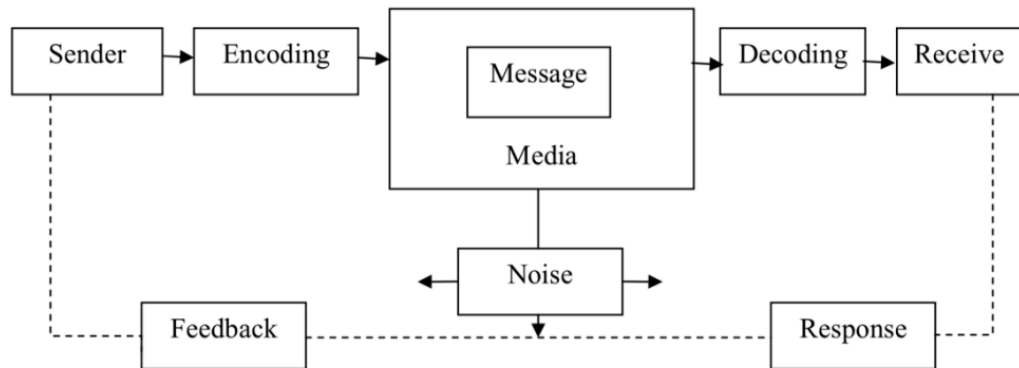 Sender
Encoding
Message
Media
Decoding
Receive
Noise
Feedback
Response